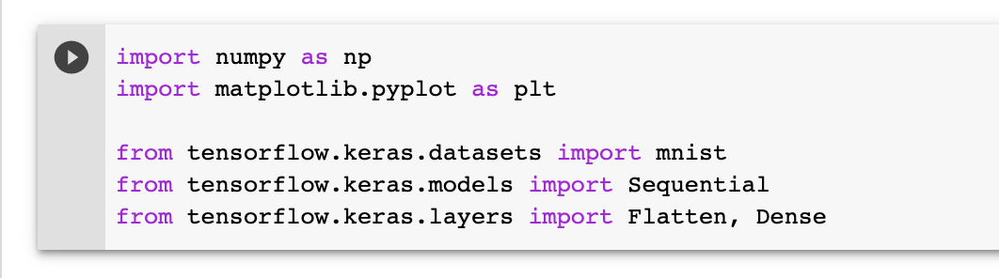 import numpy as np
import matplotlib.pyplot as plt
from tensorflow.keras.datasets import mnist
from tensorflow.keras.models import Sequential
from tensorflow.keras.layers import Flatten, Dense